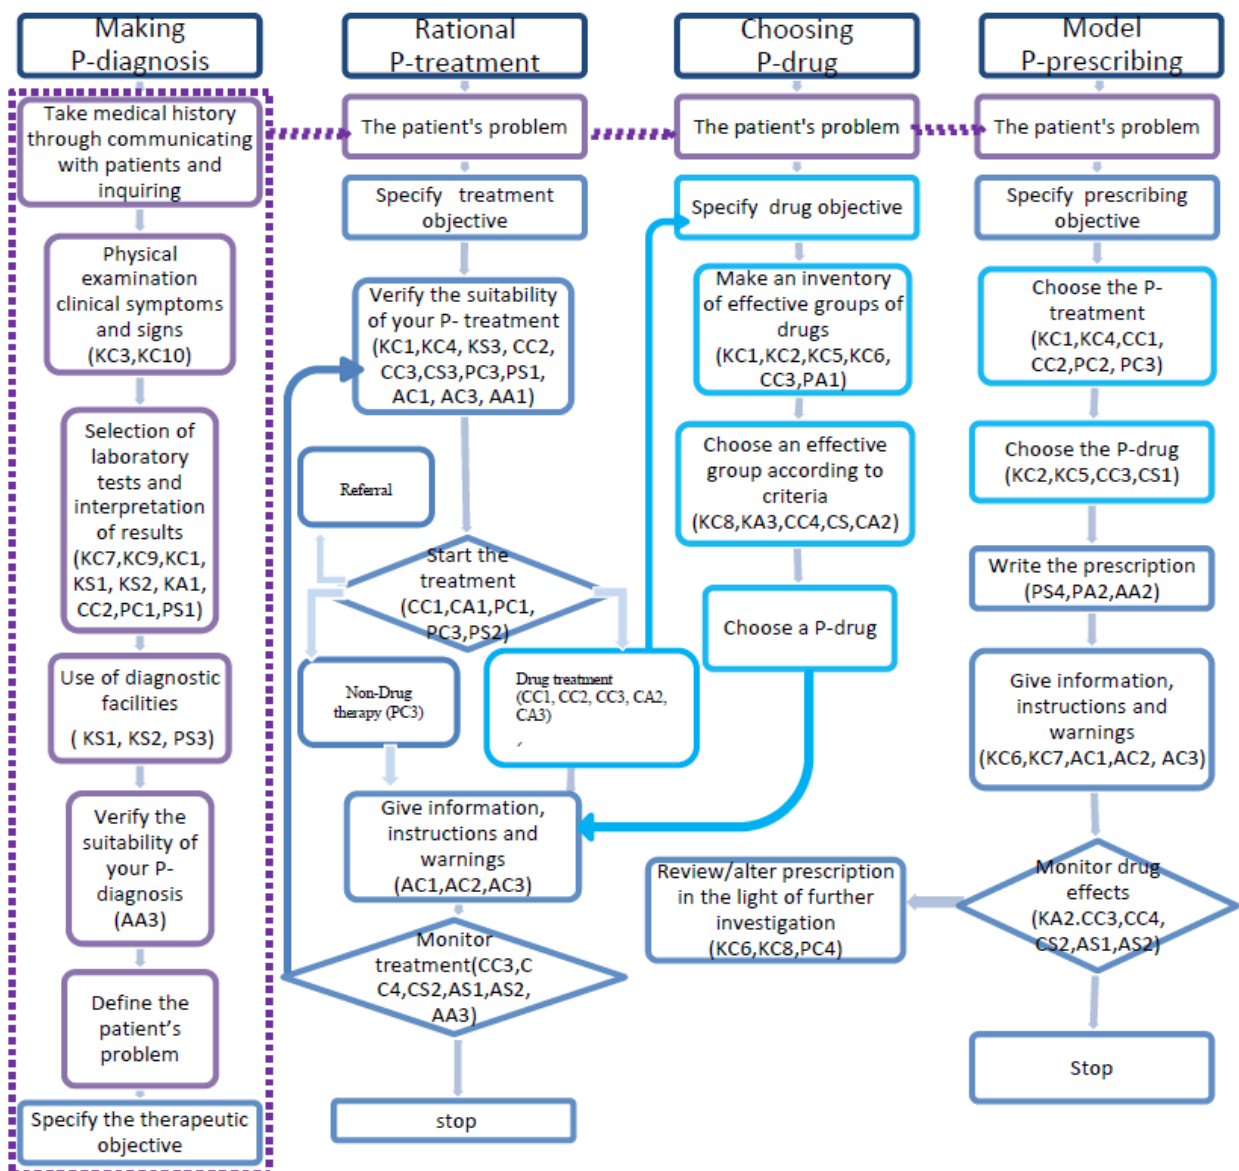 Making
P-diagnosis
Take medical history
through communicating
with patients and
inquiring
Physical
examination
clinical symptoms
and signs
(KC3,KC10)
Selection of
laboratory
tests and
interpretation
of results
(KC7,KC9,KC1,
KS1, KS2, KA1,
CC2,PC1,PS1)
Use of diagnostic
facilities
( KS1, KS2, PS3)
Verify the
suitability of
your P-
diagnosis
(AA3)
Define the
patient’s
problem
Specify the therapeutic
objective
Rational
P-treatment
The patient's problem
Specify treatment
objective
Verify the suitability
of your P- treatment
(KC1,KC4, KS3, CC2,
CC3,CS3,PC3,PS1,
AC1, AC3, AA1)
Referral
Start the
treatment
(CC1,CA1,PC1,
PC3,PS2)
Non-Drug
therapy (PC3)
Drug treatment
(CC1, CC2, CC3, CA2,
CA3)
Give information,
instructions and
warnings
(AC1,AC2,AC3)
Monitor
treatment(CC3,C
C4,CS2,AS1,AS2,
AA3)
stop
Choosing
P-drug
The patient's problem
Specify drug objective
Make an inventory
of effective groups of
drugs
(KC1,KC2,KC5,KC6,
CC3,PA1)
Choose an effective
group according to
criteria
(KC8,KA3,CC4,CS,CA2)
Choose a P-drug
Review/alter prescription
in the light of further
investigation
(KC6,KC8,PC4)
Model
P-prescribing
The patient's problem
Specify prescribing
objective
Choose the P-
treatment
(KC1,KC4,CC1,
CC2,PC2, PC3)
Choose the P-drug
(KC2,KC5,CC3,CS1)
Write the prescription
(PS4,PA2,AA2)
Give information,
instructions and
warnings
(KC6,KC7,AC1,AC2, AC3)
Monitor drug
effects
(KA2.CC3,CC4,
CS2,AS1,AS2)
Stop